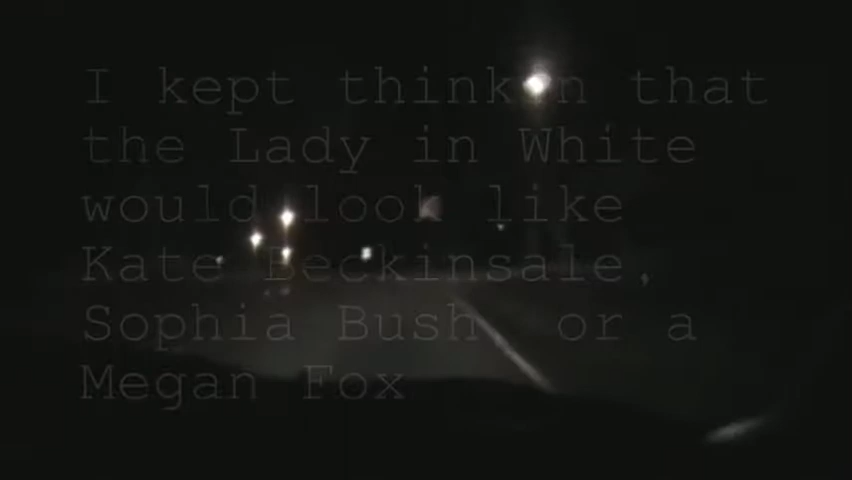 I kept thinkin that
the Lady in White
would look like
Kate Beckinsale,
Sophia Bush or a
Megan Fox